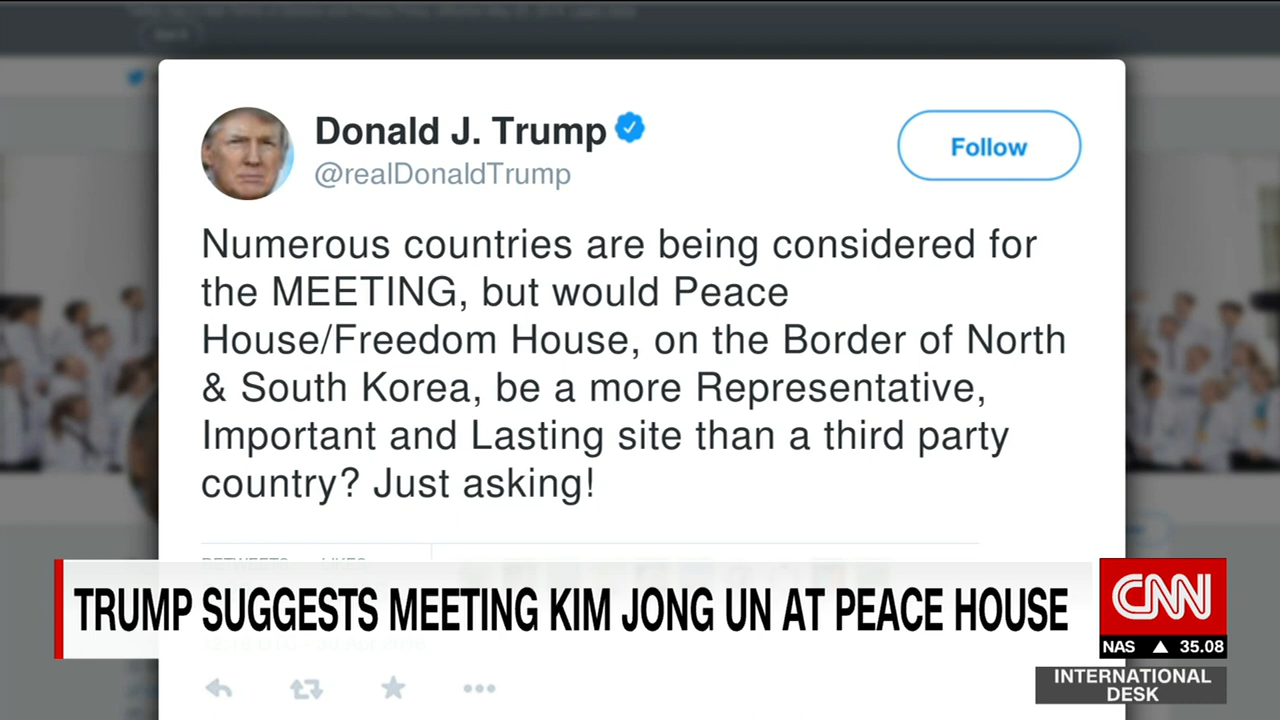 Donald J. Trump
@realDonaldTrump
Follow
Numerous countries are being considered for
the MEETING, but would Peace
House/Freedom House, on the Border of North
& South Korea, be a more Representative,
Important and Lasting site than a third party
country? Just asking!
RETWEETS LIKES
TRUMP SUGGESTS MEETING KIM JONG UN AT PEACE HOUSE
CNN
NAS ▲ 35.08
INTERNATIONAL
DESK